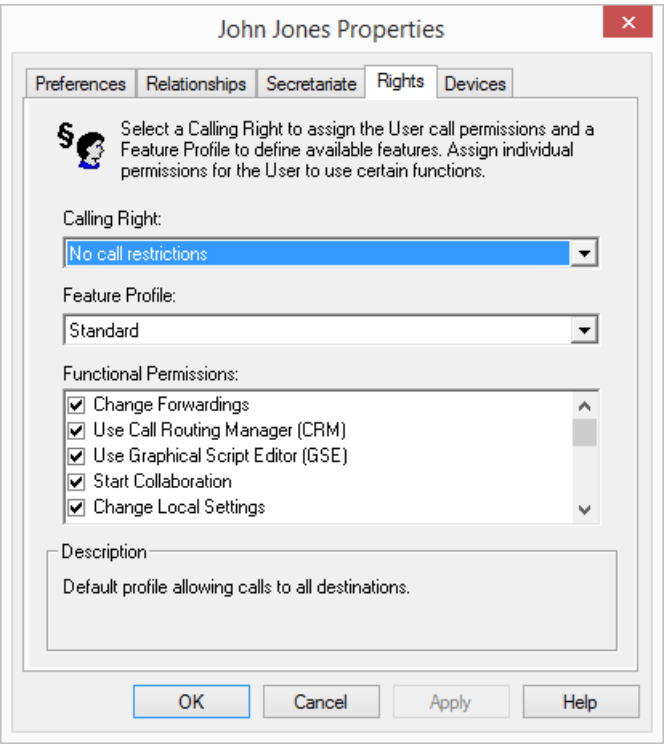 John Jones Properties
Preferences Relationships Secretariate Rights Devices
§
Select a Calling Right to assign the User call permissions and a
Feature Profile to define available features. Assign individual
permissions for the User to use certain functions.
Calling Right:
No call restrictions
Feature Profile:
Standard
Functional Permissions:
Change Forwardings
Use Call Routing Manager (CRM)
Use Graphical Script Editor (GSE)
Start Collaboration
Change Local Settings
Description
Default profile allowing calls to all destinations.
OK Cancel Apply Help